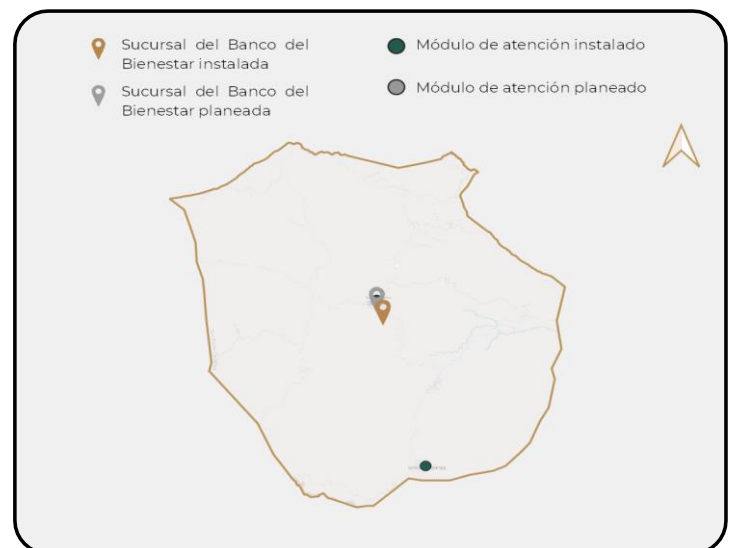 Sucursal del Banco del
Bienestar instalada
Sucursal del Banco del
Bienestar planeada
Módulo de atención instalado
Módulo de atención planeado